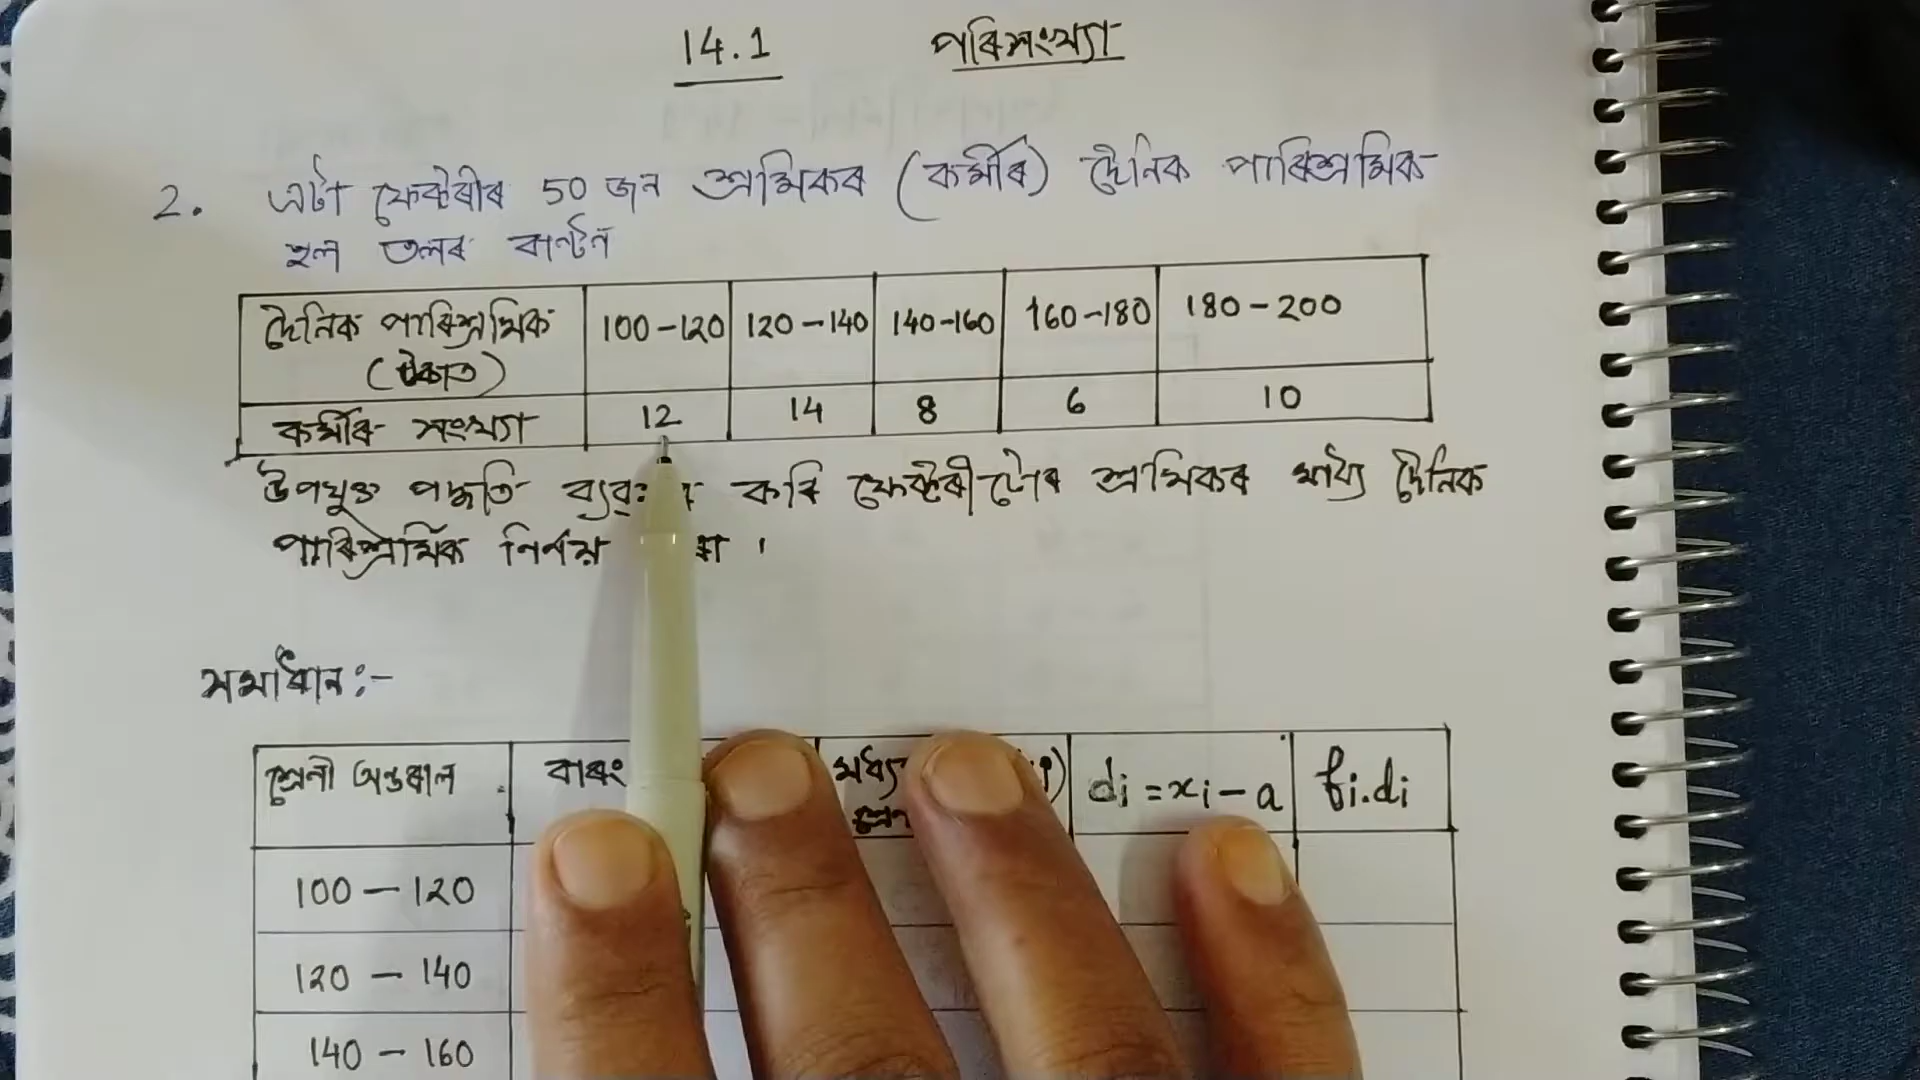 14.1 পৰিসংখ্যা
2. এটা ফেক্টৰীৰ 50 জন শ্ৰমিকৰ (কৰ্মীৰ) দৈনিক পাৰিশ্ৰমিক
হল তলৰ বাণ্টন
দৈনিক পাৰিশ্ৰমিক 100-120 120-140 140-160 160-180 180-200
(টকাত)
কৰ্মীৰ সংখ্যা 12 14 8 6 10
উপযুক্ত পদ্ধতি কৰি ফেক্টৰীটোৰ শ্ৰমিকৰ মাধ্য দৈনিক
পাৰিশ্ৰমিক নিৰ্নয়
সমাধান:-
শ্ৰেনী অন্তৰাল di = xi - a fi.di
100 - 120
120 - 140
140 - 160